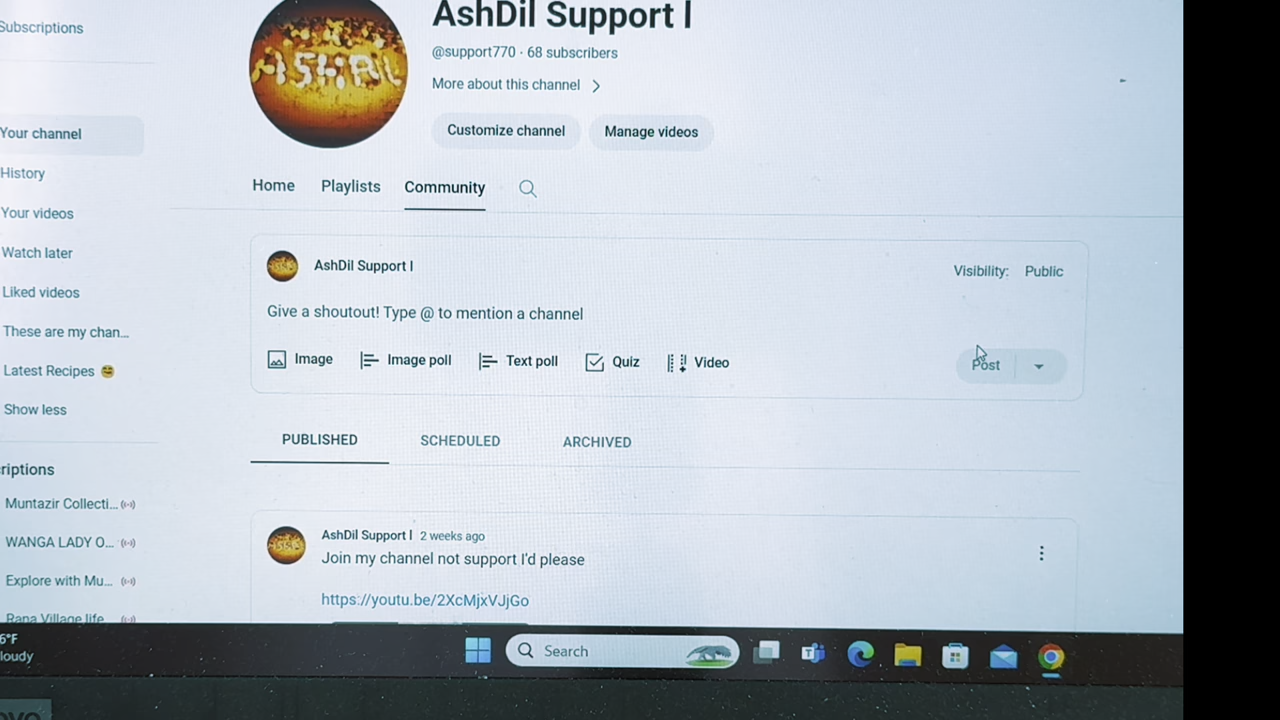 Subscriptions
Your channel
History
Your videos
Watch later
Liked videos
These are my chan...
Latest Recipes 😊
Show less
riptions
Muntazir Collecti...
WANGA LADY O...
Explore with Mu...
Rana Village life
AshDil Support I
@support770 · 68 subscribers
More about this channel
Customize channel Manage videos
Home Playlists Community
AshDil Support I
Visibility: Public
Give a shoutout! Type @ to mention a channel
Image Image poll Text poll Quiz Video
Post
PUBLISHED SCHEDULED ARCHIVED
AshDil Support I 2 weeks ago
Join my channel not support I'd please
https://youtu.be/2XcMjxVJjGo
6°F
loudy
Search